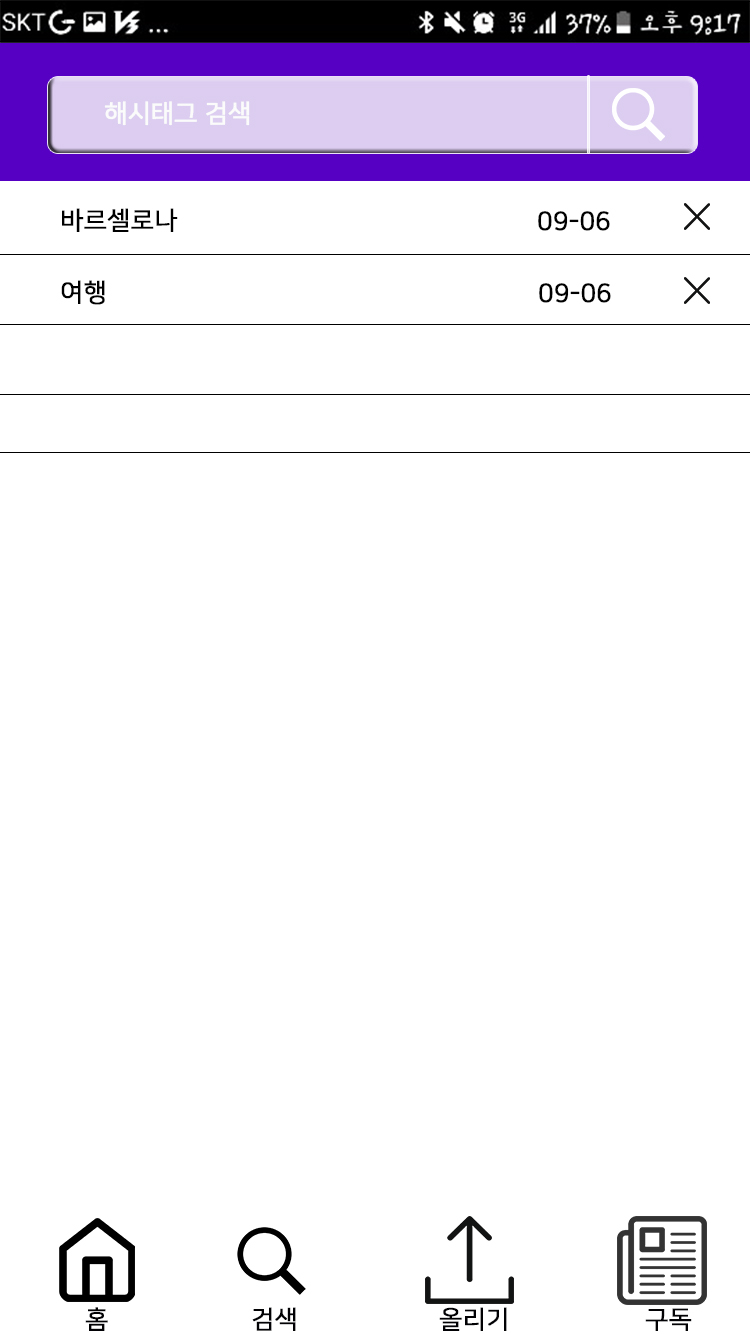 SKT ... 3G 37% 오후 9:17
해시태그 검색
바르셀로나 09-06
여행 09-06
홈 검색 올리기 구독